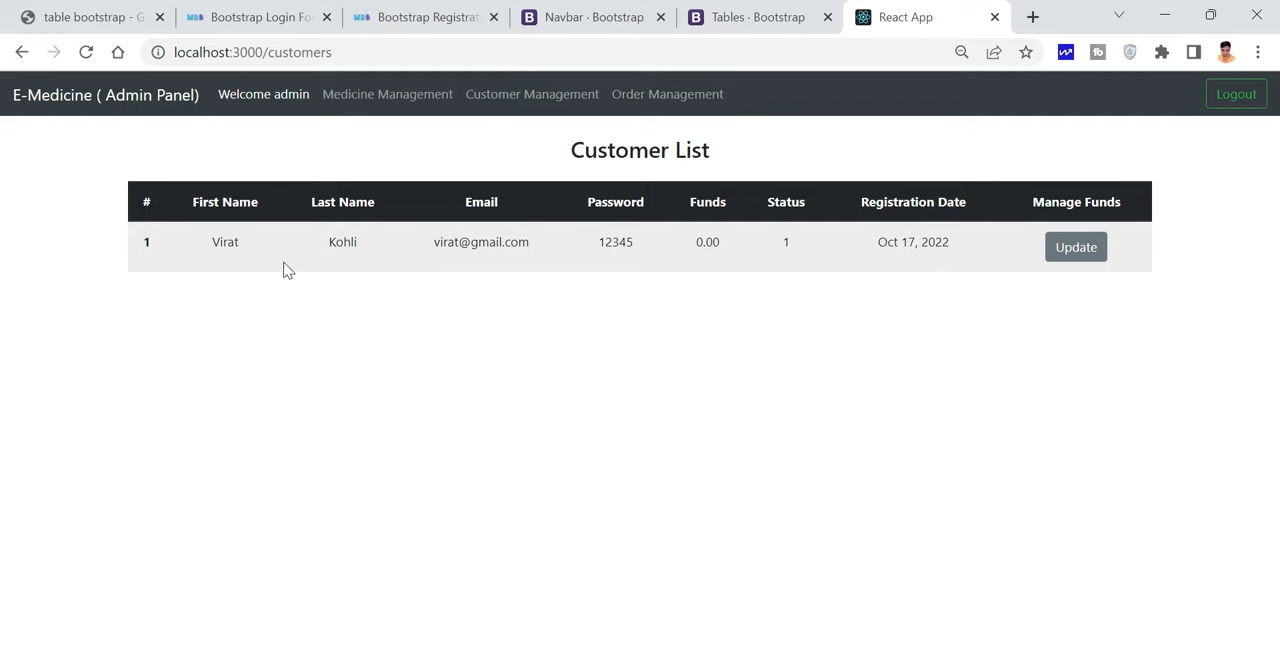 table bootstrap - G
Bootstrap Login Fo
Bootstrap Registrat
Navbar · Bootstrap
Tables · Bootstrap
React App
localhost:3000/customers
E-Medicine ( Admin Panel) Welcome admin Medicine Management Customer Management Order Management Logout
Customer List
# First Name Last Name Email Password Funds Status Registration Date Manage Funds
1 Virat Kohli virat@gmail.com 12345 0.00 1 Oct 17, 2022 Update